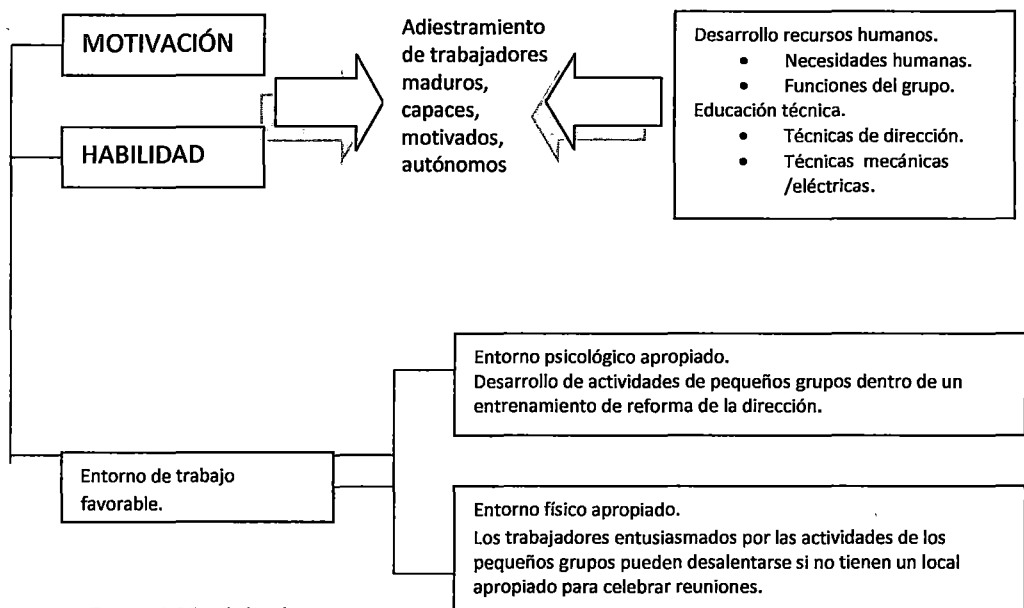 MOTIVACIÓN
HABILIDAD
Adiestramiento
de trabajadores
maduros,
capaces,
motivados,
autónomos
Desarrollo recursos humanos.
• Necesidades humanas.
• Funciones del grupo.
Educación técnica.
• Técnicas de dirección.
• Técnicas mecánicas
/eléctricas.
Entorno de trabajo
favorable.
Entorno psicológico apropiado.
Desarrollo de actividades de pequeños grupos dentro de un
entrenamiento de reforma de la dirección.
Entorno físico apropiado.
Los trabajadores entusiasmados por las actividades de los
pequeños grupos pueden desalentarse si no tienen un local
apropiado para celebrar reuniones.